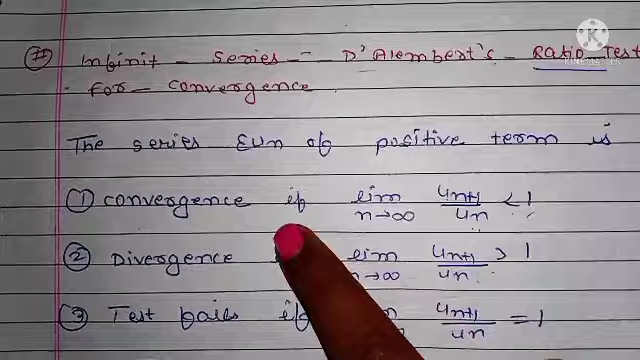 # Infinit - Series - D'Alembert's - Ratio Test
For - Convergence
The series Σun of positive term is
① convergence if lim n→∞ un+1/un < 1
② Divergence lim n→∞ un+1/un > 1
③ Test fails if un+1/un = 1
KINEMASTER